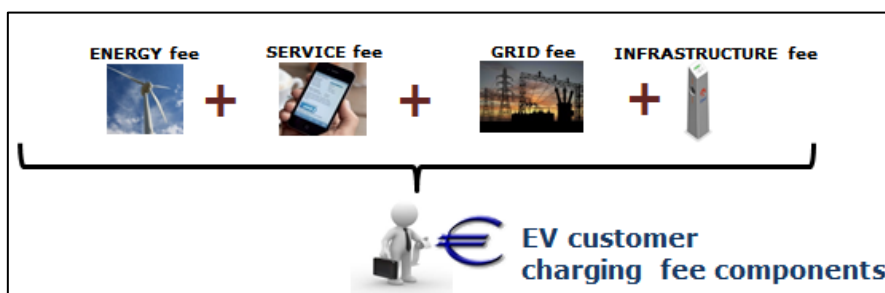 ENERGY fee
SERVICE fee
GRID fee
INFRASTRUCTURE fee
+
+
+
€
EV customer
charging fee components